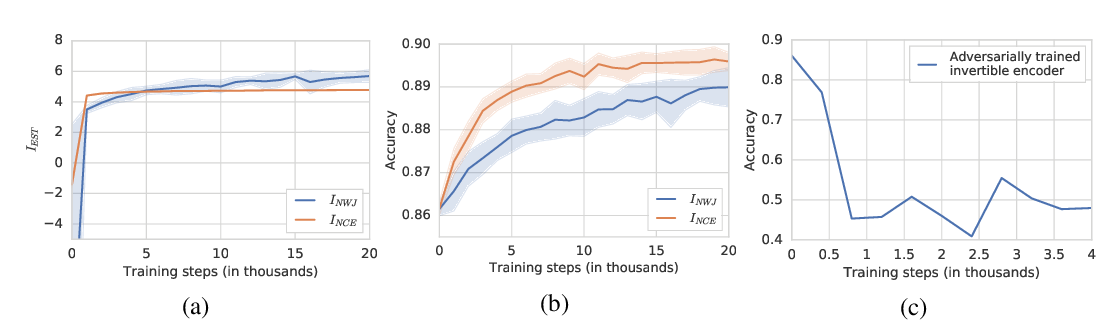 8
6
4
2
0
−2
−4
I_EST
0
5
10
15
20
Training steps (in thousands)
I_NWJ
I_NCE
(a)
0.90
0.89
0.88
0.87
0.86
Accuracy
0
5
10
15
20
Training steps (in thousands)
I_NWJ
I_NCE
(b)
0.9
0.8
0.7
0.6
0.5
0.4
Accuracy
0
0.5
1
1.5
2
2.5
3
3.5
4
Training steps (in thousands)
Adversarially trained
invertible encoder
(c)